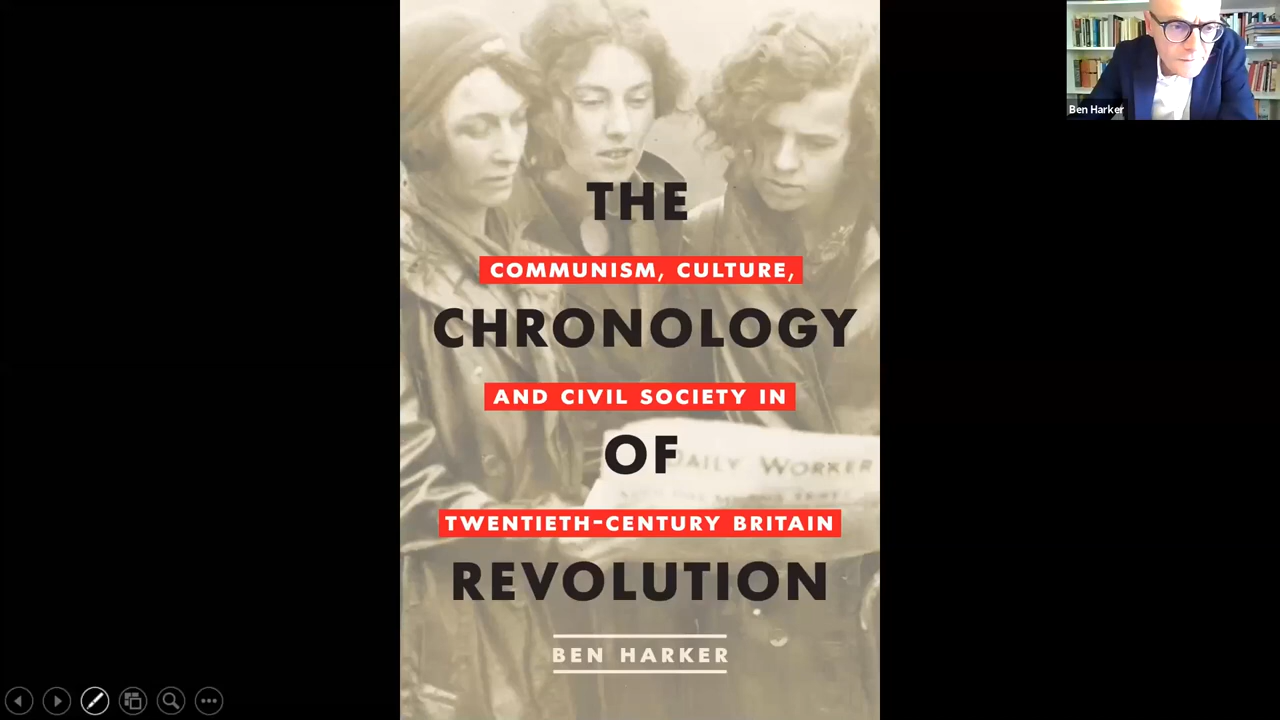 Ben Harker
THE
COMMUNISM, CULTURE,
CHRONOLOGY
AND CIVIL SOCIETY IN
OF
DAILY WORKER
TWENTIETH-CENTURY BRITAIN
REVOLUTION
BEN HARKER